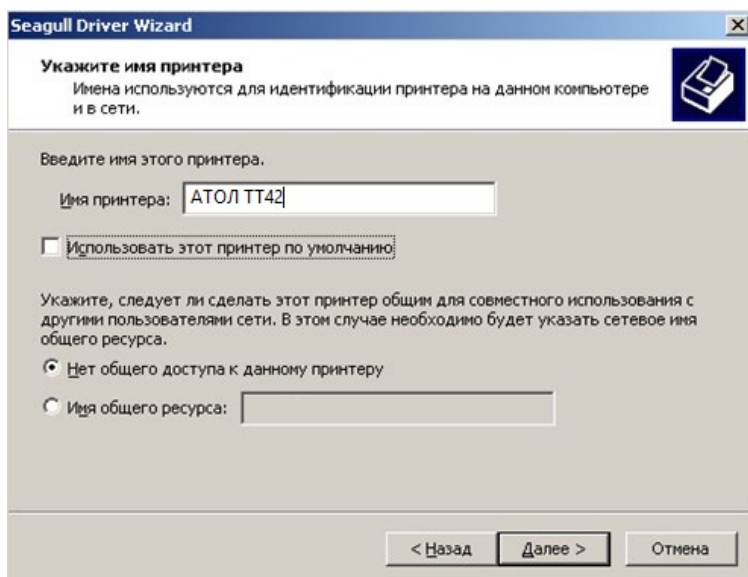 Seagull Driver Wizard
Укажите имя принтера
Имена используются для идентификации принтера на данном компьютере
и в сети.
Введите имя этого принтера.
Имя принтера: АТОЛ ТТ42
Использовать этот принтер по умолчанию
Укажите, следует ли сделать этот принтер общим для совместного использования с
другими пользователями сети. В этом случае необходимо будет указать сетевое имя
общего ресурса.
Нет общего доступа к данному принтеру
Имя общего ресурса:
< Назад Далее > Отмена